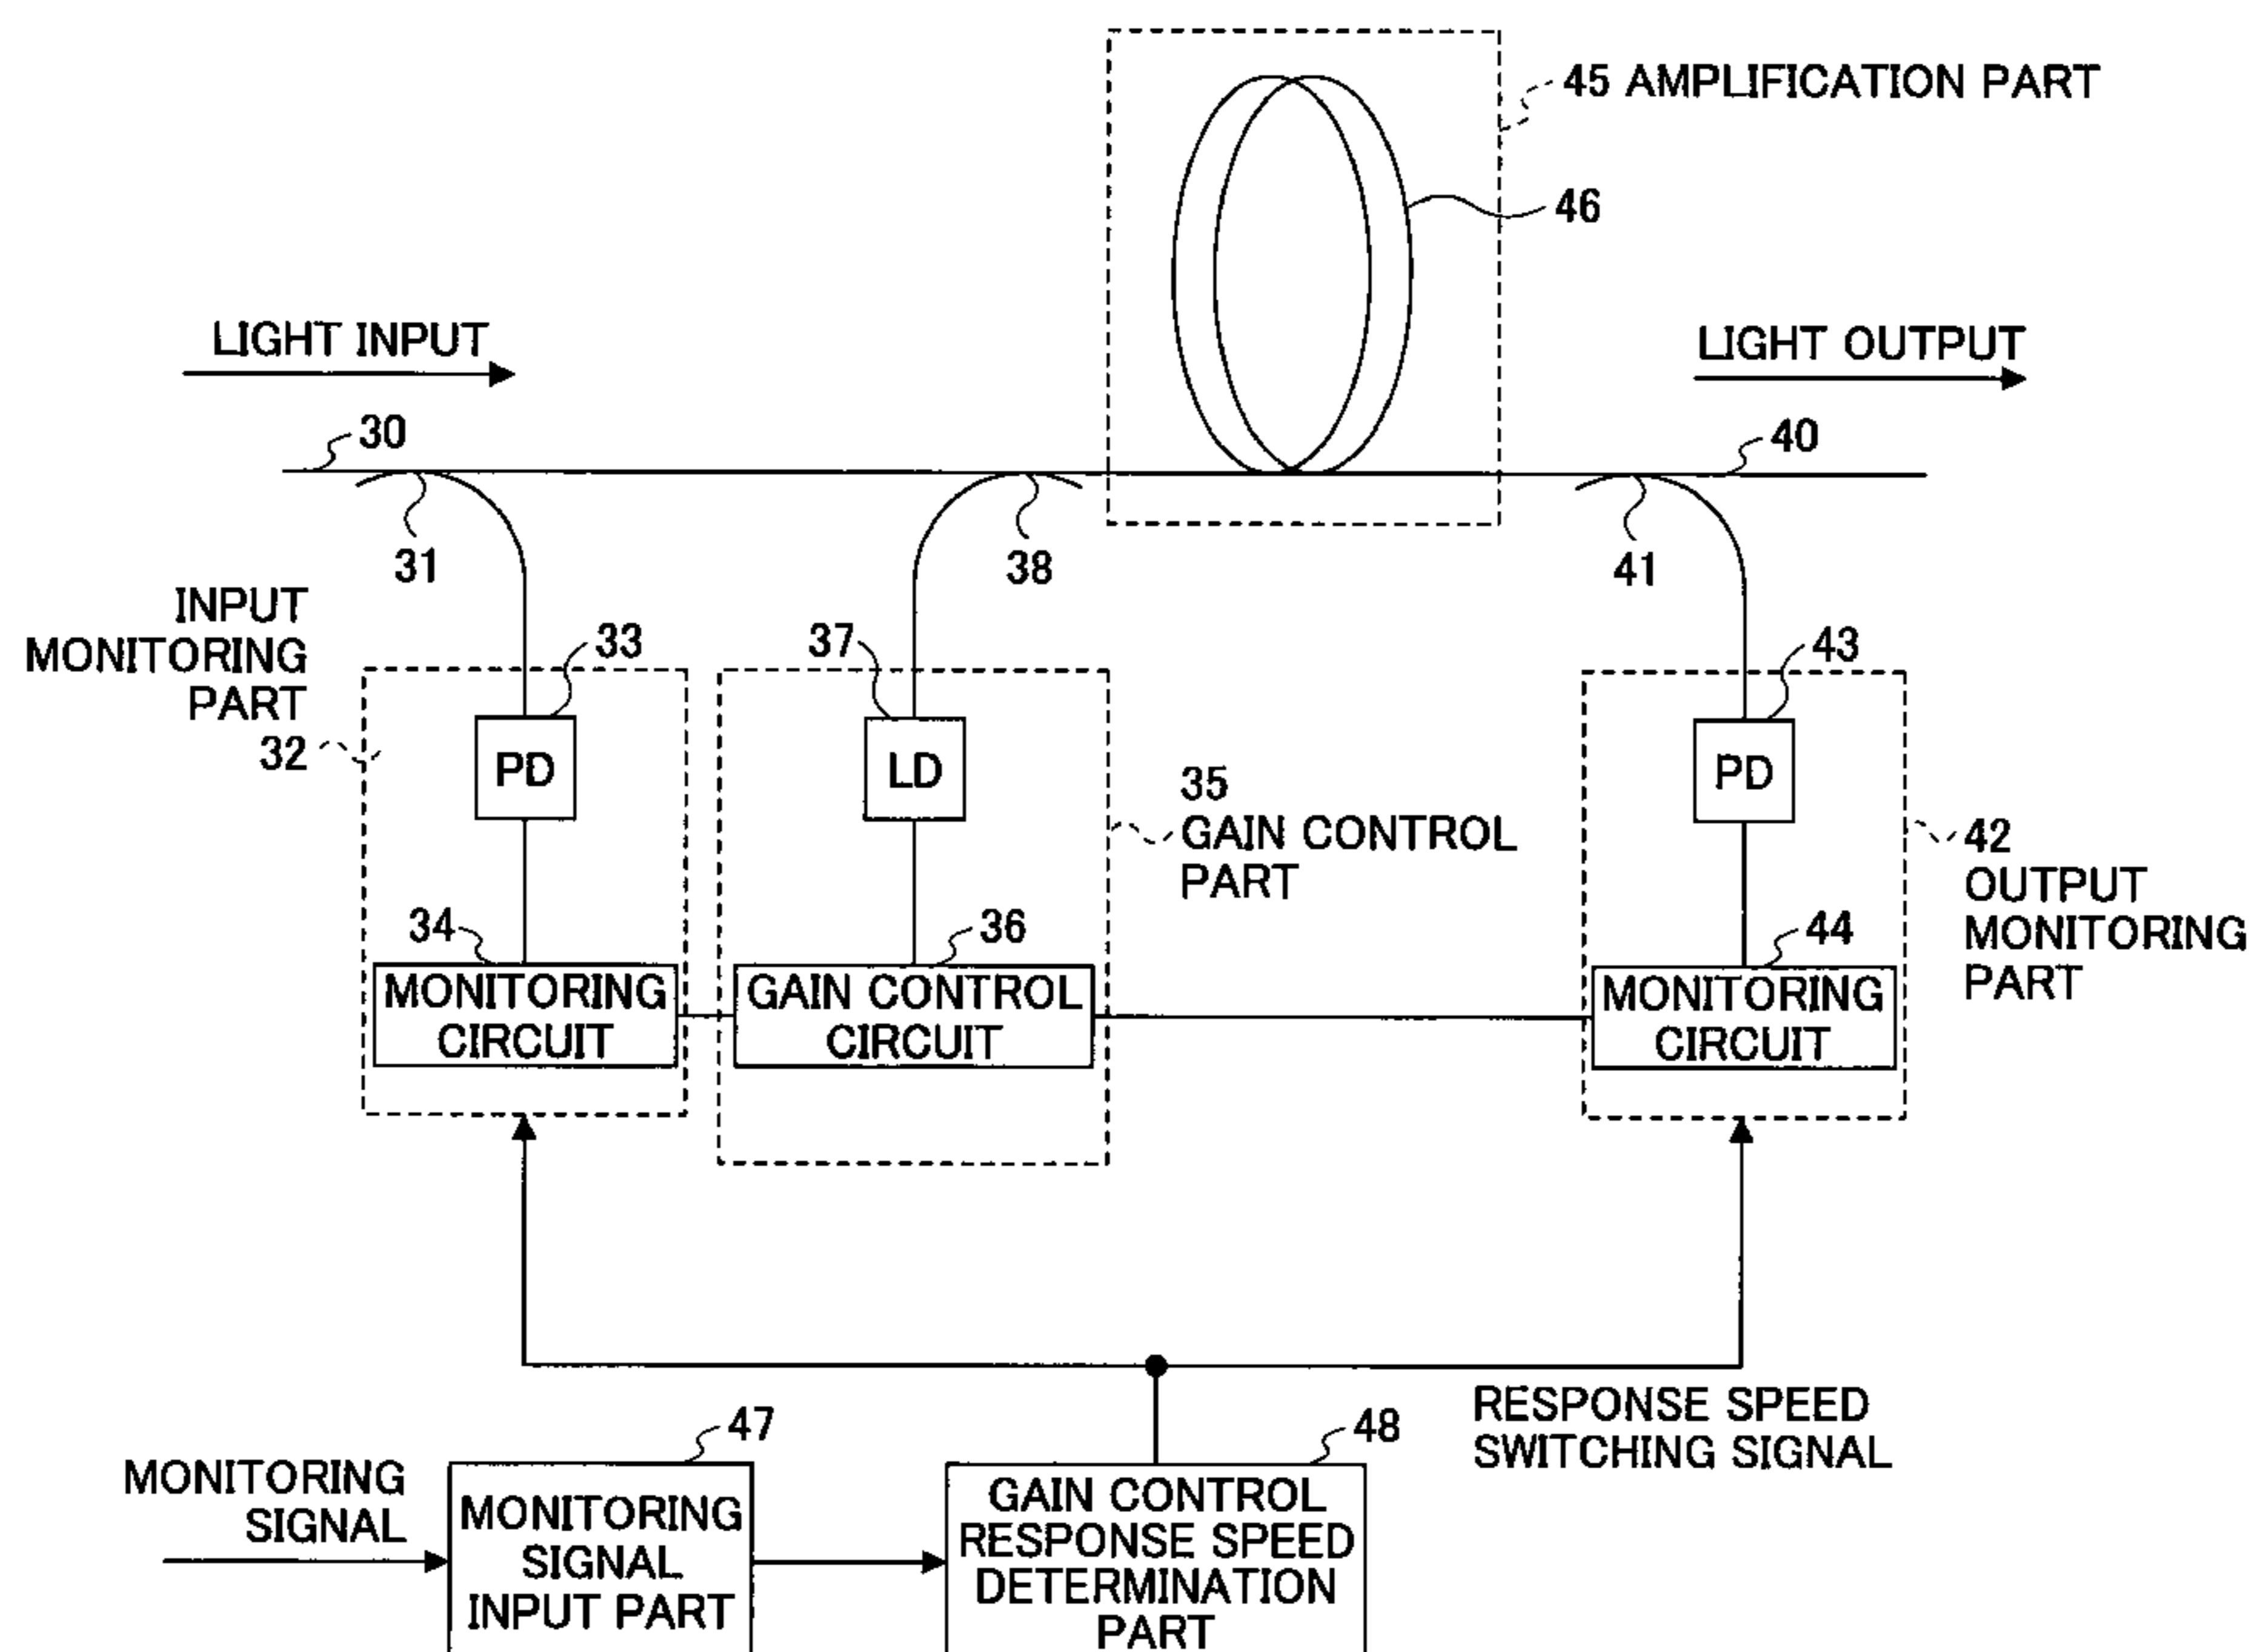 45 AMPLIFICATION PART
46
LIGHT INPUT
LIGHT OUTPUT
30
40
31
38
41
INPUT
MONITORING
PART
32
33
37
43
PD
LD
PD
35
GAIN CONTROL
PART
42
OUTPUT
MONITORING
PART
34
36
44
MONITORING
CIRCUIT
GAIN CONTROL
CIRCUIT
MONITORING
CIRCUIT
RESPONSE SPEED
SWITCHING SIGNAL
47
48
MONITORING
SIGNAL
MONITORING
SIGNAL
INPUT PART
GAIN CONTROL
RESPONSE SPEED
DETERMINATION
PART